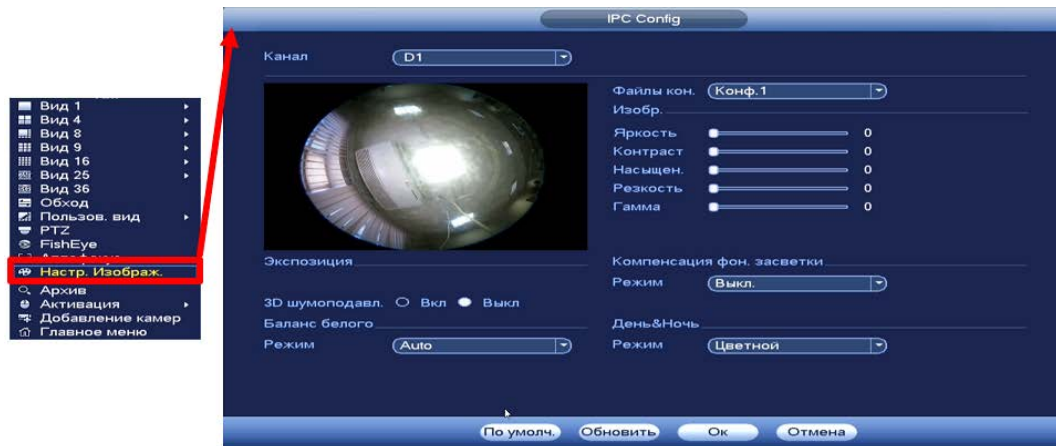 Вид 1
Вид 4
Вид 8
Вид 9
Вид 16
Вид 25
Вид 36
Обход
Пользов. вид
PTZ
FishEye
Настр. Изображ.
Архив
Активация
Добавление камер
Главное меню
IPC Config
Канал D1
Файлы кон. Конф.1
Изобр.
Яркость 0
Контраст 0
Насыщен. 0
Резкость 0
Гамма 0
Экспозиция
3D шумоподавл. Вкл Выкл
Баланс белого
Режим Auto
Компенсация фон. засветки
Режим Выкл.
День&Ночь
Режим Цветной
По умолч. Обновить Ок Отмена